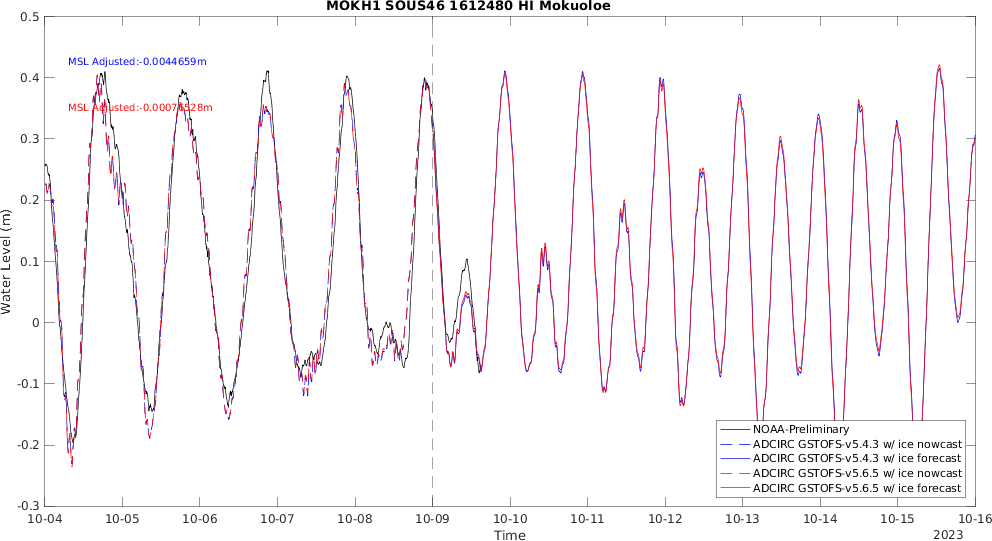 MOKH1 SOUS46 1612480 HI Mokuoloe
0.5
0.4
0.3
0.2
0.1
0
-0.1
-0.2
-0.3
Water Level (m)
MSL Adjusted:-0.0044659m
MSL Adjusted:-0.00076528m
NOAA-Preliminary
ADCIRC GSTOFS-v5.4.3 w/ ice nowcast
ADCIRC GSTOFS-v5.4.3 w/ ice forecast
ADCIRC GSTOFS-v5.6.5 w/ ice nowcast
ADCIRC GSTOFS-v5.6.5 w/ ice forecast
10-04 10-05 10-06 10-07 10-08 10-09 10-10 10-11 10-12 10-13 10-14 10-15 10-16
Time
2023